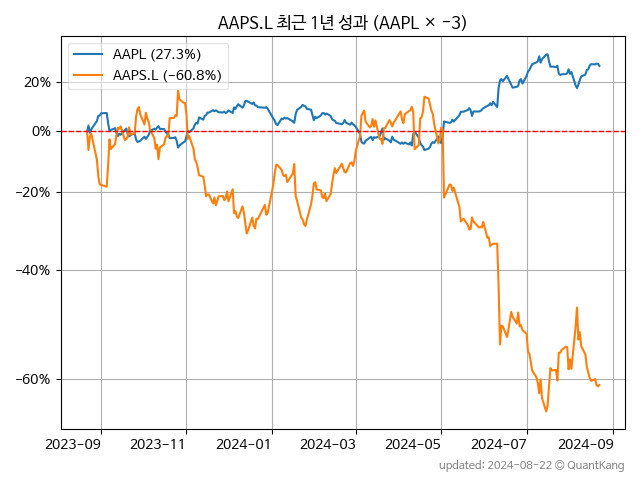 AAPS.L 최근 1년 성과 (AAPL × −3)
AAPL (27.3%)
AAPS.L (−60.8%)
20%
0%
−20%
−40%
−60%
2023−09 2023−11 2024−01 2024−03 2024−05 2024−07 2024−09
updated: 2024-08-22 © QuantKang